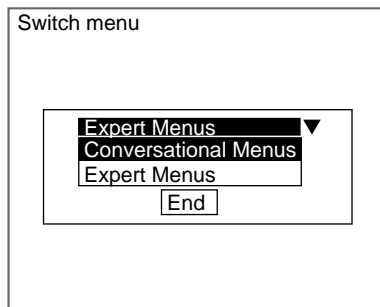 Switch menu
Expert Menus ▼
Conversational Menus
Expert Menus
End